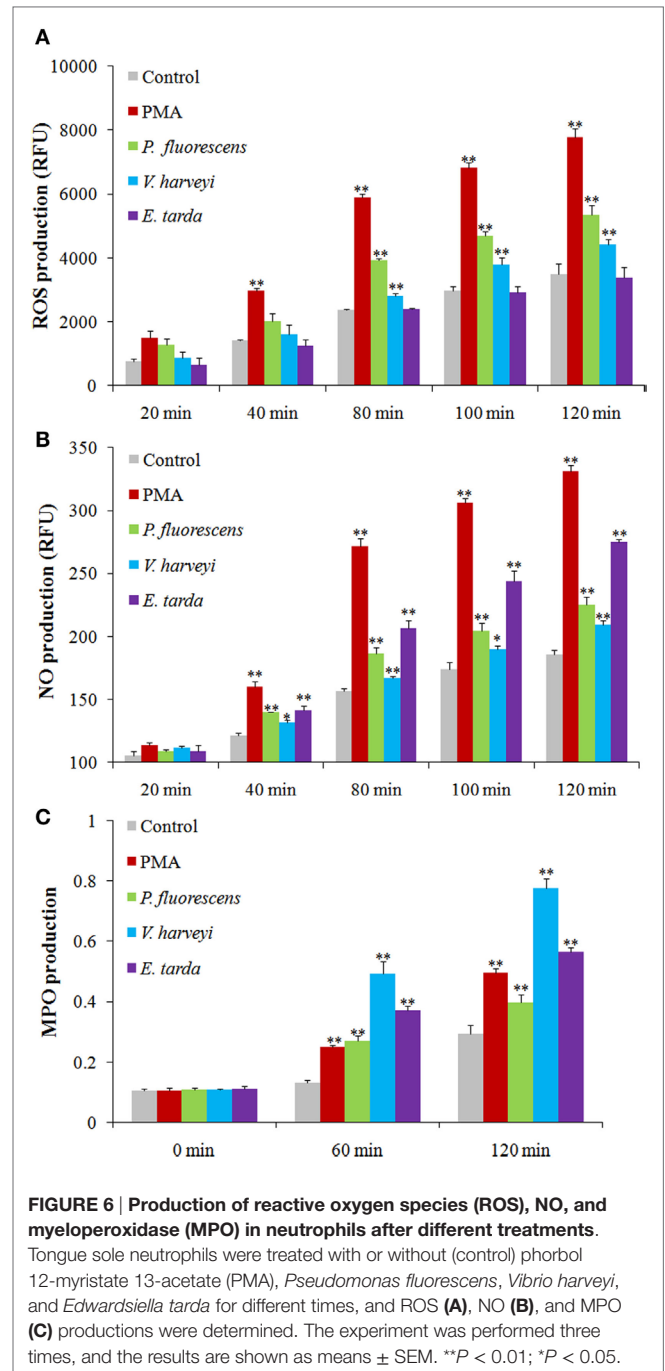 A
10000
8000
6000
4000
2000
0
ROS production (RFU)
Control
PMA
P. fluorescens
V. harveyi
E. tarda
**
**
**
**
**
**
**
**
**
**
**
20 min 40 min 80 min 100 min 120 min
B
350
300
250
200
150
100
NO production (RFU)
Control
PMA
P. fluorescens
V. harveyi
E. tarda
**
**
*
**
**
**
**
**
**
**
*
**
**
**
**
**
20 min 40 min 80 min 100 min 120 min
C
1
0.8
0.6
0.4
0.2
0
MPO production
Control
PMA
P. fluorescens
V. harveyi
E. tarda
**
**
**
**
**
**
**
**
0 min 60 min 120 min
FIGURE 6 | Production of reactive oxygen species (ROS), NO, and
myeloperoxidase (MPO) in neutrophils after different treatments.
Tongue sole neutrophils were treated with or without (control) phorbol
12-myristate 13-acetate (PMA), Pseudomonas fluorescens, Vibrio harveyi,
and Edwardsiella tarda for different times, and ROS (A), NO (B), and MPO
(C) productions were determined. The experiment was performed three
times, and the results are shown as means ± SEM. **P < 0.01; *P < 0.05.